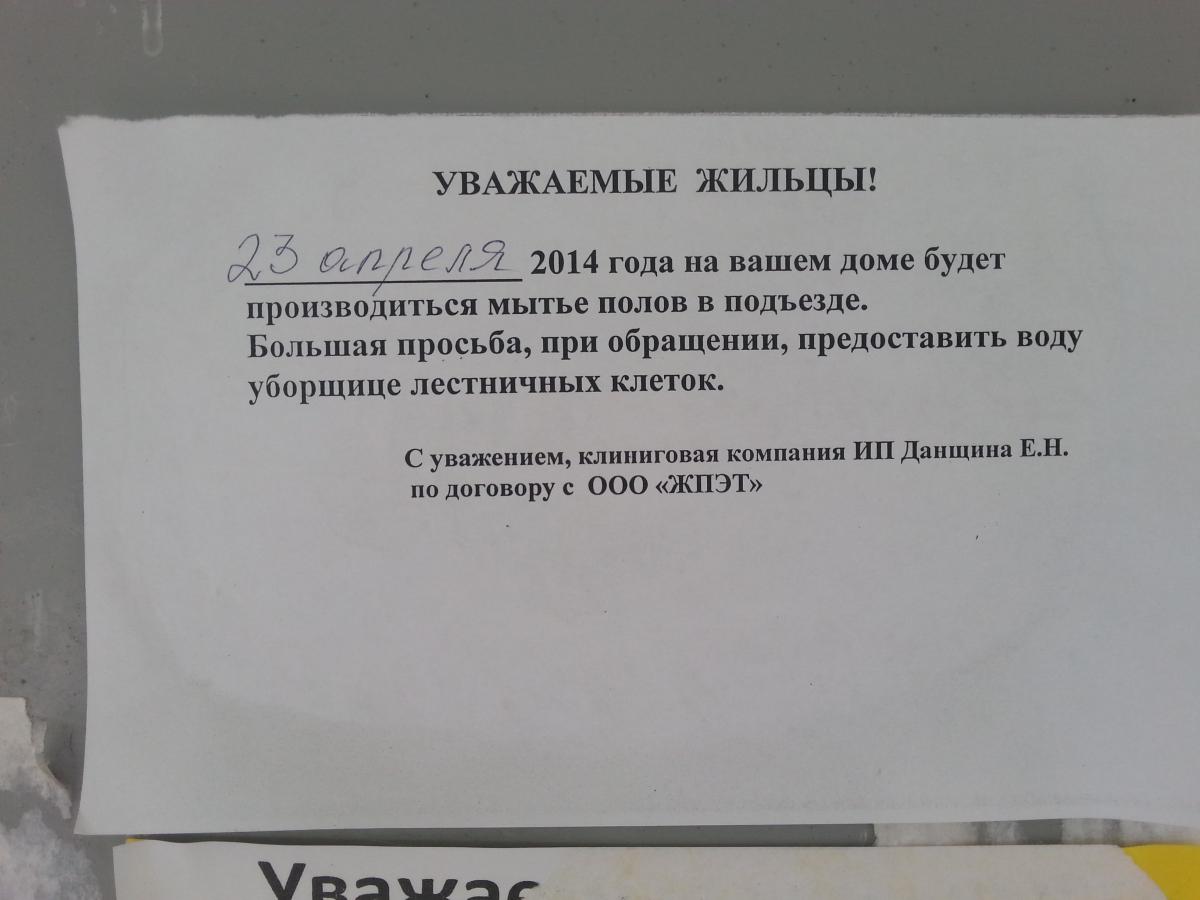 УВАЖАЕМЫЕ ЖИЛЬЦЫ!
23 апреля 2014 года на вашем доме будет
производиться мытье полов в подъезде.
Большая просьба, при обращении, предоставить воду
уборщице лестничных клеток.
С уважением, клининговая компания ИП Данщина Е.Н.
по договору с ООО «ЖПЭТ»
Уважае